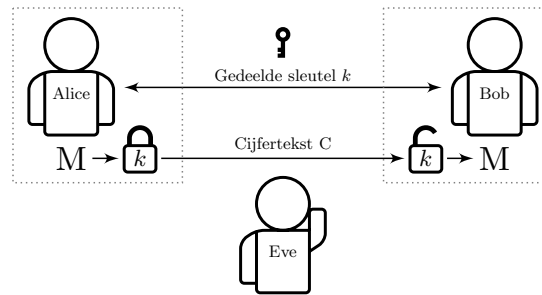 Gedeelde sleutel k
Alice
Bob
Cijfertekst C
M k k M
Eve